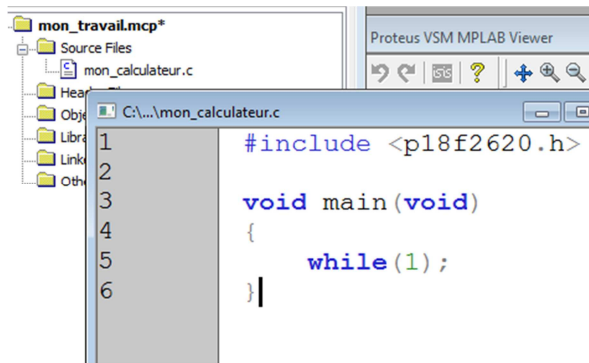 mon_travail.mcp*
Source Files
mon_calculateur.c
Proteus VSM MPLAB Viewer
C:\...\mon_calculateur.c
1 #include <p18f2620.h>
2
3 void main(void)
4 {
5 while(1);
6 }